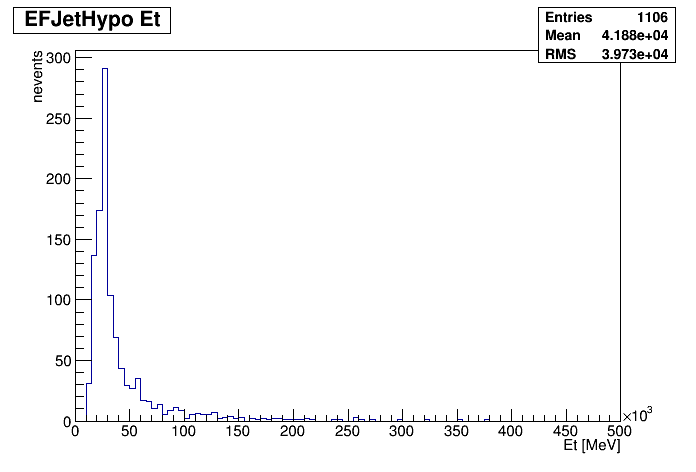 EFJetHypo Et
Entries 1106
Mean 4.188e+04
RMS 3.973e+04
nevents
300
250
200
150
100
50
0
0 50 100 150 200 250 300 350 400 450 500
×10³
Et [MeV]